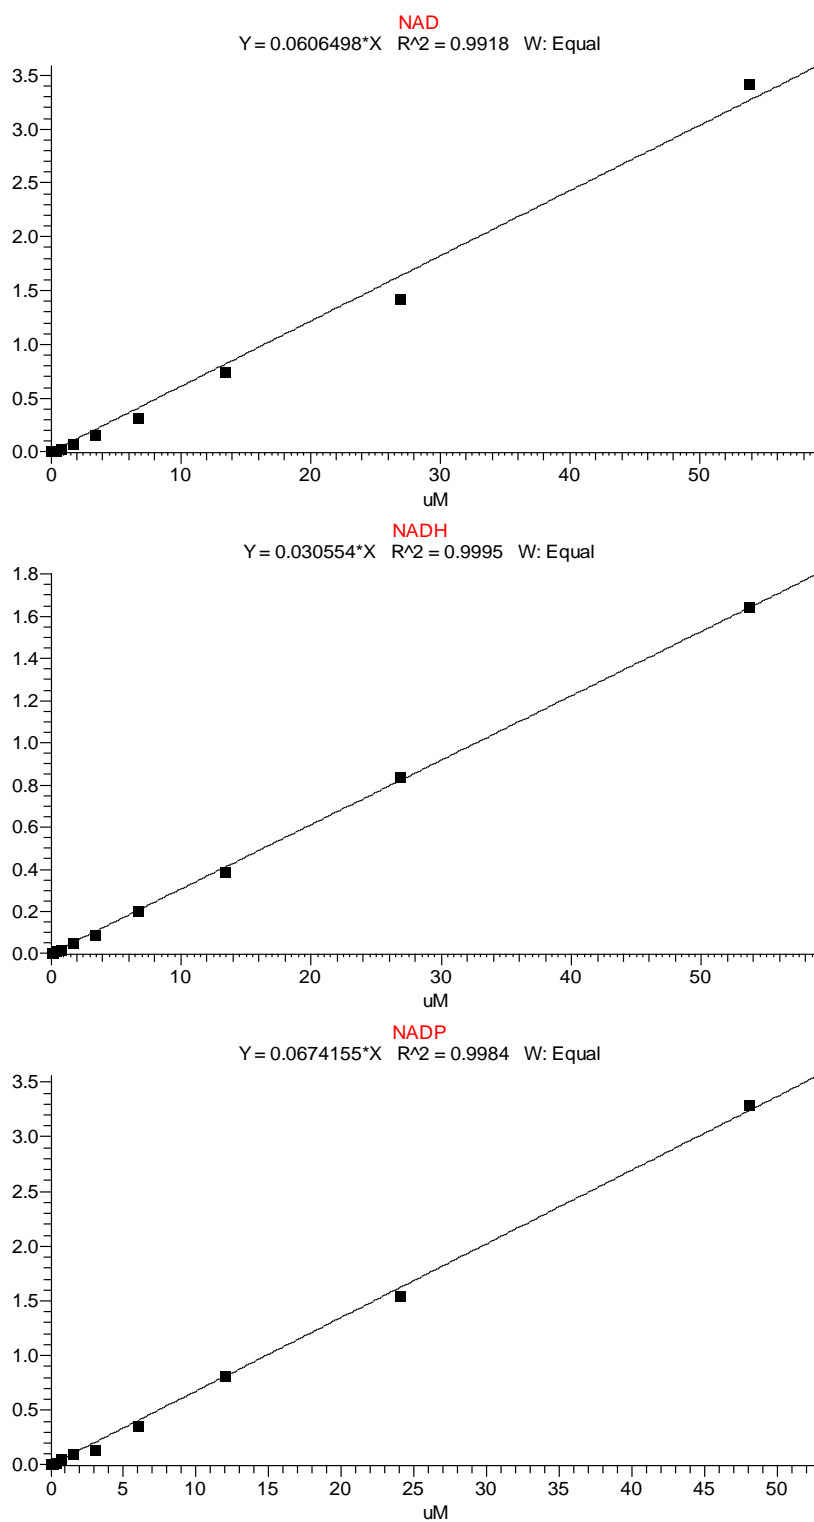 NAD
Y = 0.0606498*X R^2 = 0.9918 W: Equal
3.5
3.0
2.5
2.0
1.5
1.0
0.5
0.0
0 10 20 30 40 50
uM
NADH
Y = 0.030554*X R^2 = 0.9995 W: Equal
1.8
1.6
1.4
1.2
1.0
0.8
0.6
0.4
0.2
0.0
0 10 20 30 40 50
uM
NADP
Y = 0.0674155*X R^2 = 0.9984 W: Equal
3.5
3.0
2.5
2.0
1.5
1.0
0.5
0.0
0 5 10 15 20 25 30 35 40 45 50
uM